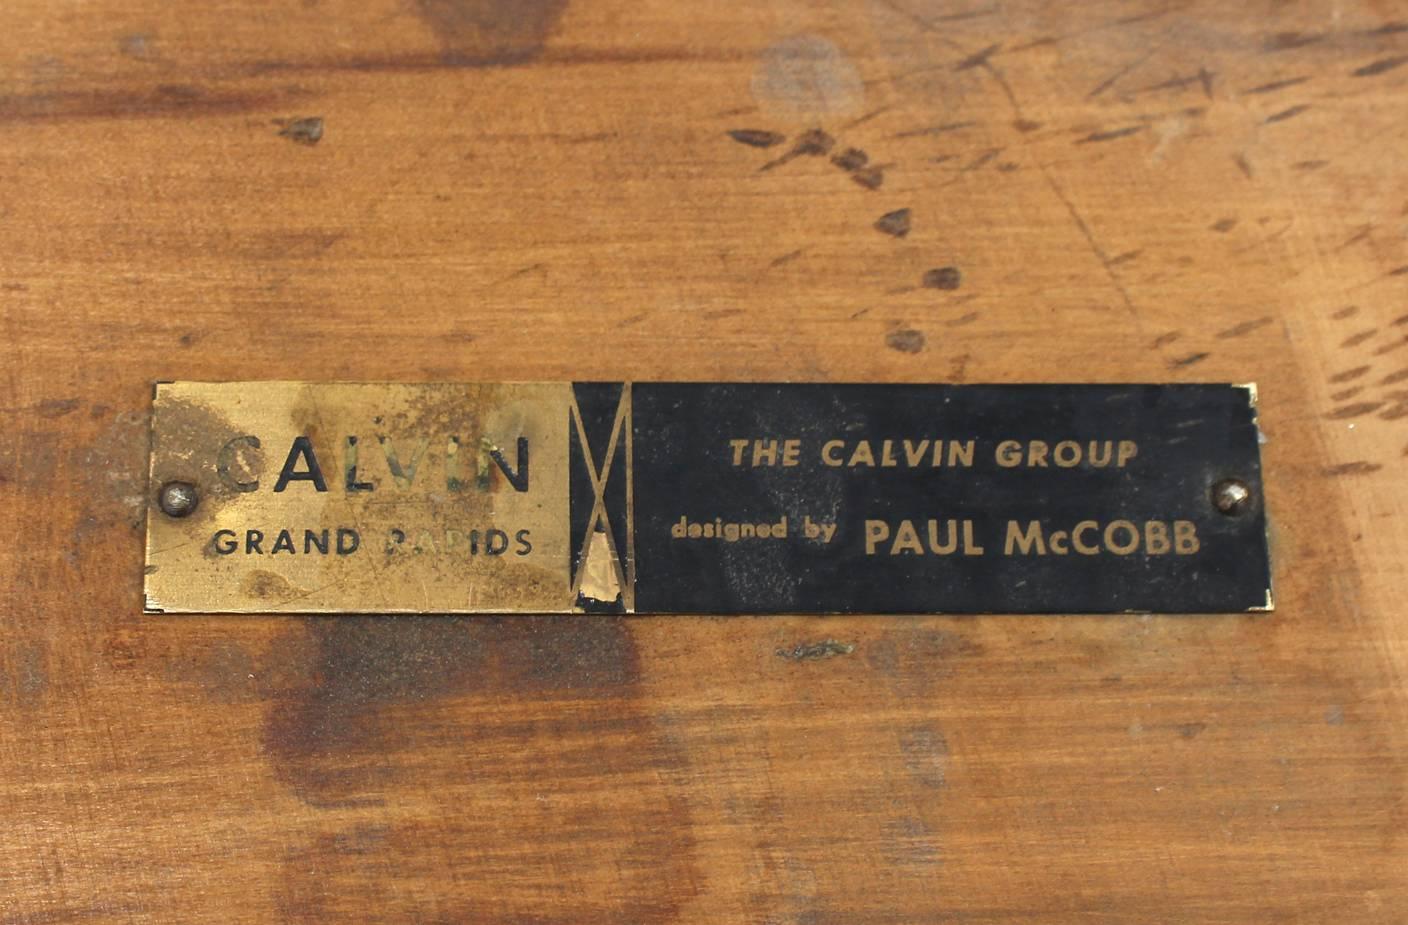 CALVIN
GRAND RAPIDS
THE CALVIN GROUP
designed by PAUL McCOBB